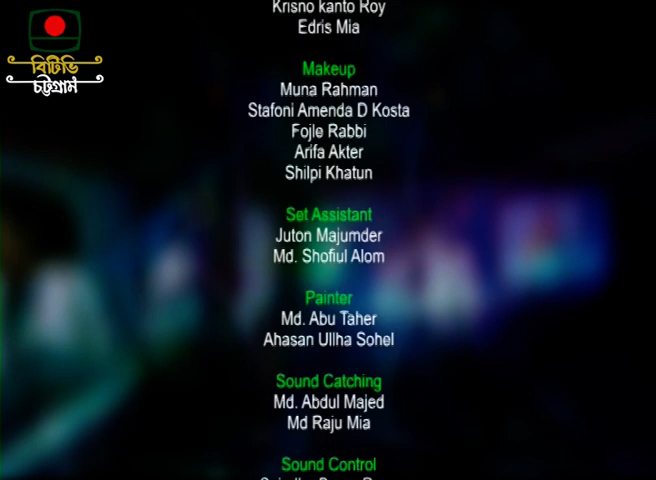 বিটিভি
চট্টগ্রাম
Krisno kanto Roy
Edris Mia
Makeup
Muna Rahman
Stafoni Amenda D Kosta
Fojle Rabbi
Arifa Akter
Shilpi Khatun
Set Assistant
Juton Majumder
Md. Shofiul Alom
Painter
Md. Abu Taher
Ahasan Ullha Sohel
Sound Catching
Md. Abdul Majed
Md Raju Mia
Sound Control